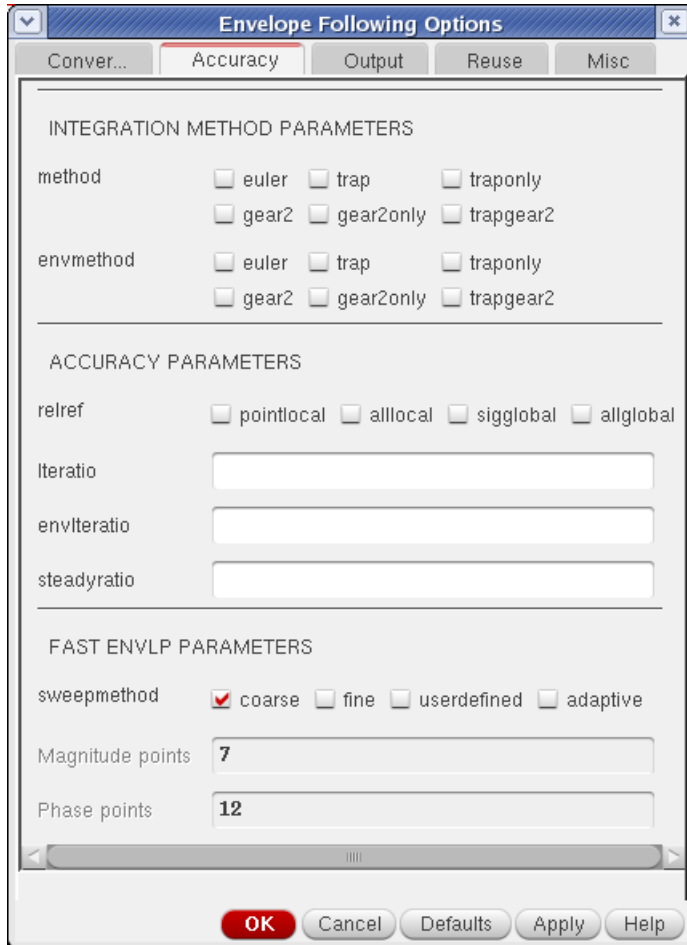 Envelope Following Options
Conver... Accuracy Output Reuse Misc
INTEGRATION METHOD PARAMETERS
method euler trap traponly
gear2 gear2only trapgear2
envmethod euler trap traponly
gear2 gear2only trapgear2
ACCURACY PARAMETERS
relref pointlocal alllocal sigglobal allglobal
lteratio
envlteratio
steadyratio
FAST ENVLP PARAMETERS
sweepmethod coarse fine userdefined adaptive
Magnitude points 7
Phase points 12
OK Cancel Defaults Apply Help